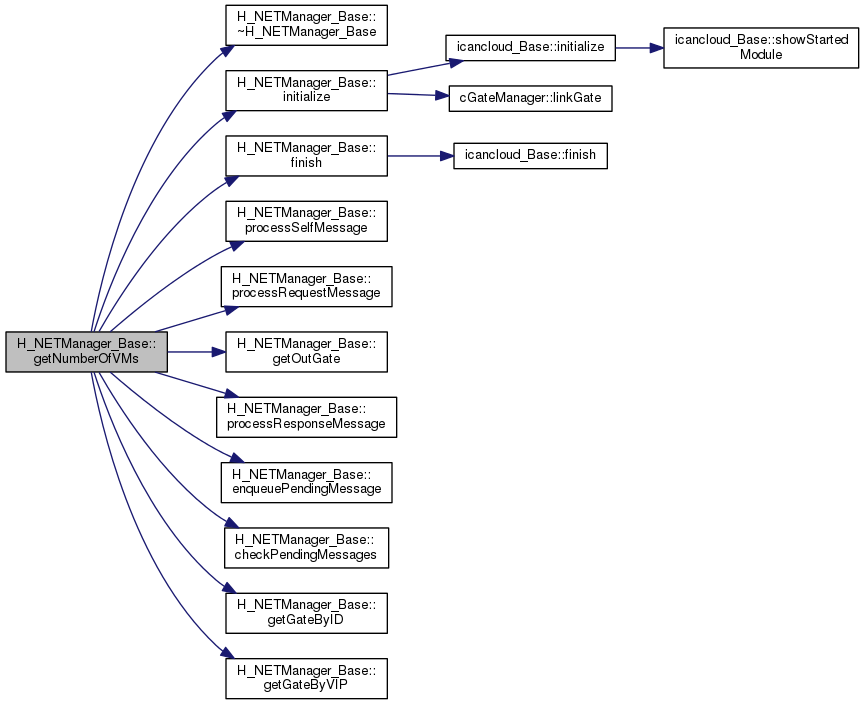 H_NETManager_Base::
~H_NETManager_Base
icancloud_Base::initialize
icancloud_Base::showStarted
Module
H_NETManager_Base::
initialize
cGateManager::linkGate
H_NETManager_Base::
finish
icancloud_Base::finish
H_NETManager_Base::
processSelfMessage
H_NETManager_Base::
processRequestMessage
H_NETManager_Base::
getNumberOfVMs
H_NETManager_Base::
getOutGate
H_NETManager_Base::
processResponseMessage
H_NETManager_Base::
enqueuePendingMessage
H_NETManager_Base::
checkPendingMessages
H_NETManager_Base::
getGateByID
H_NETManager_Base::
getGateByVIP